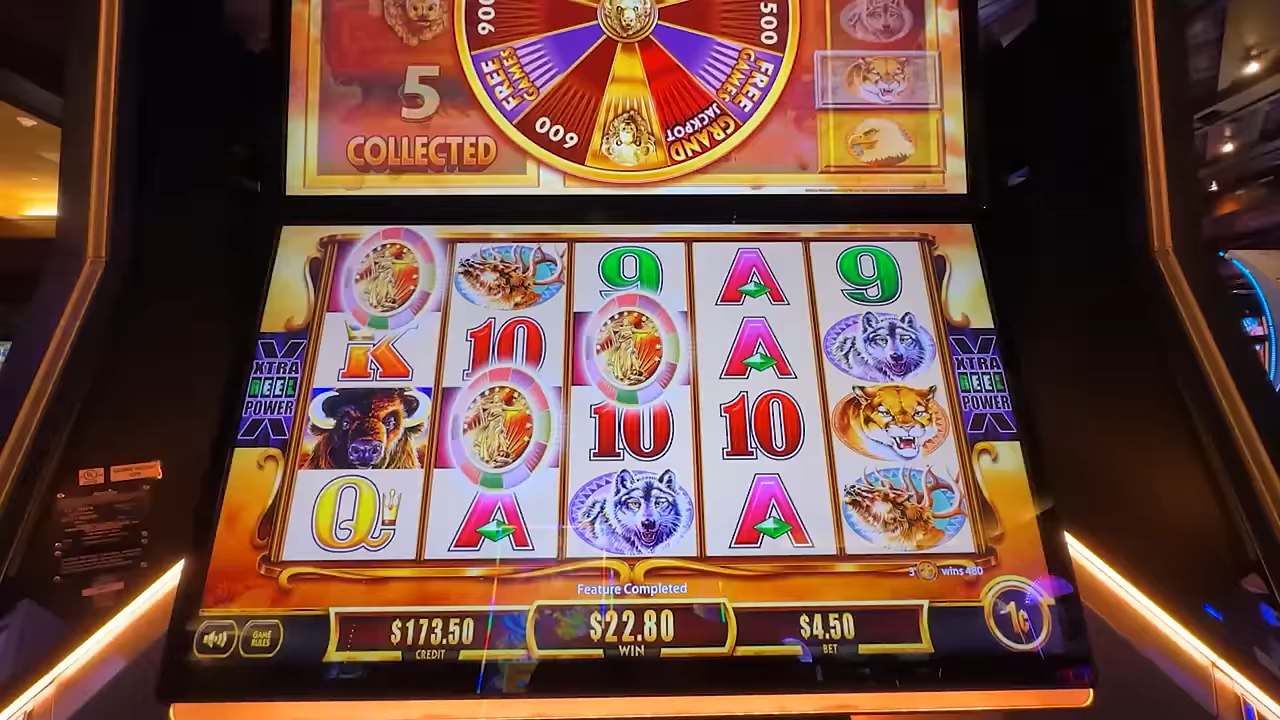 900
500
FREE GAMES
600
GRAND JACKPOT
FREE GAMES
5
COLLECTED
9
A
9
K
10
A
10
10
Q
A
A
XTRA
REEL
POWER
XTRA
REEL
POWER
3 wins 480
Feature Completed
GAME
RULES
$173.50
CREDIT
$22.80
WIN
$4.50
BET
1¢